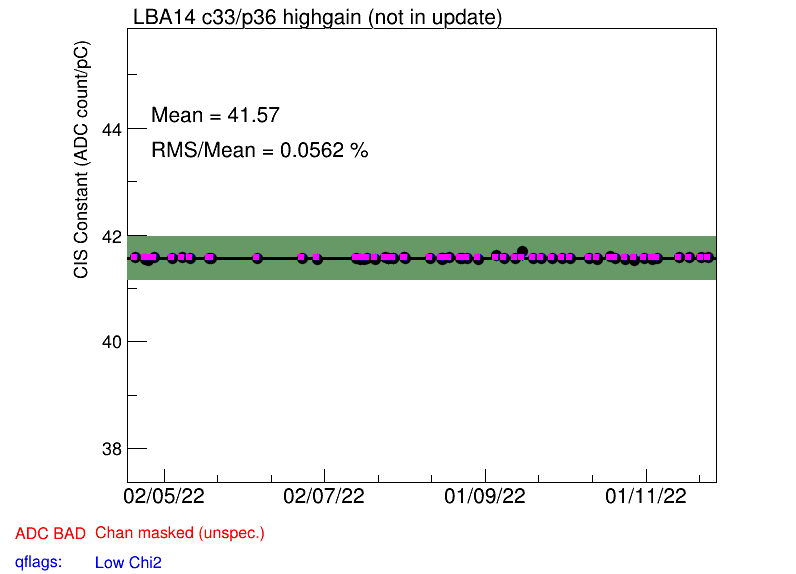 LBA14 c33/p36 highgain (not in update)
CIS Constant (ADC count/pC)
Mean = 41.57
RMS/Mean = 0.0562 %
44
42
40
38
02/05/22 02/07/22 01/09/22 01/11/22
ADC BAD Chan masked (unspec.)
qflags: Low Chi2